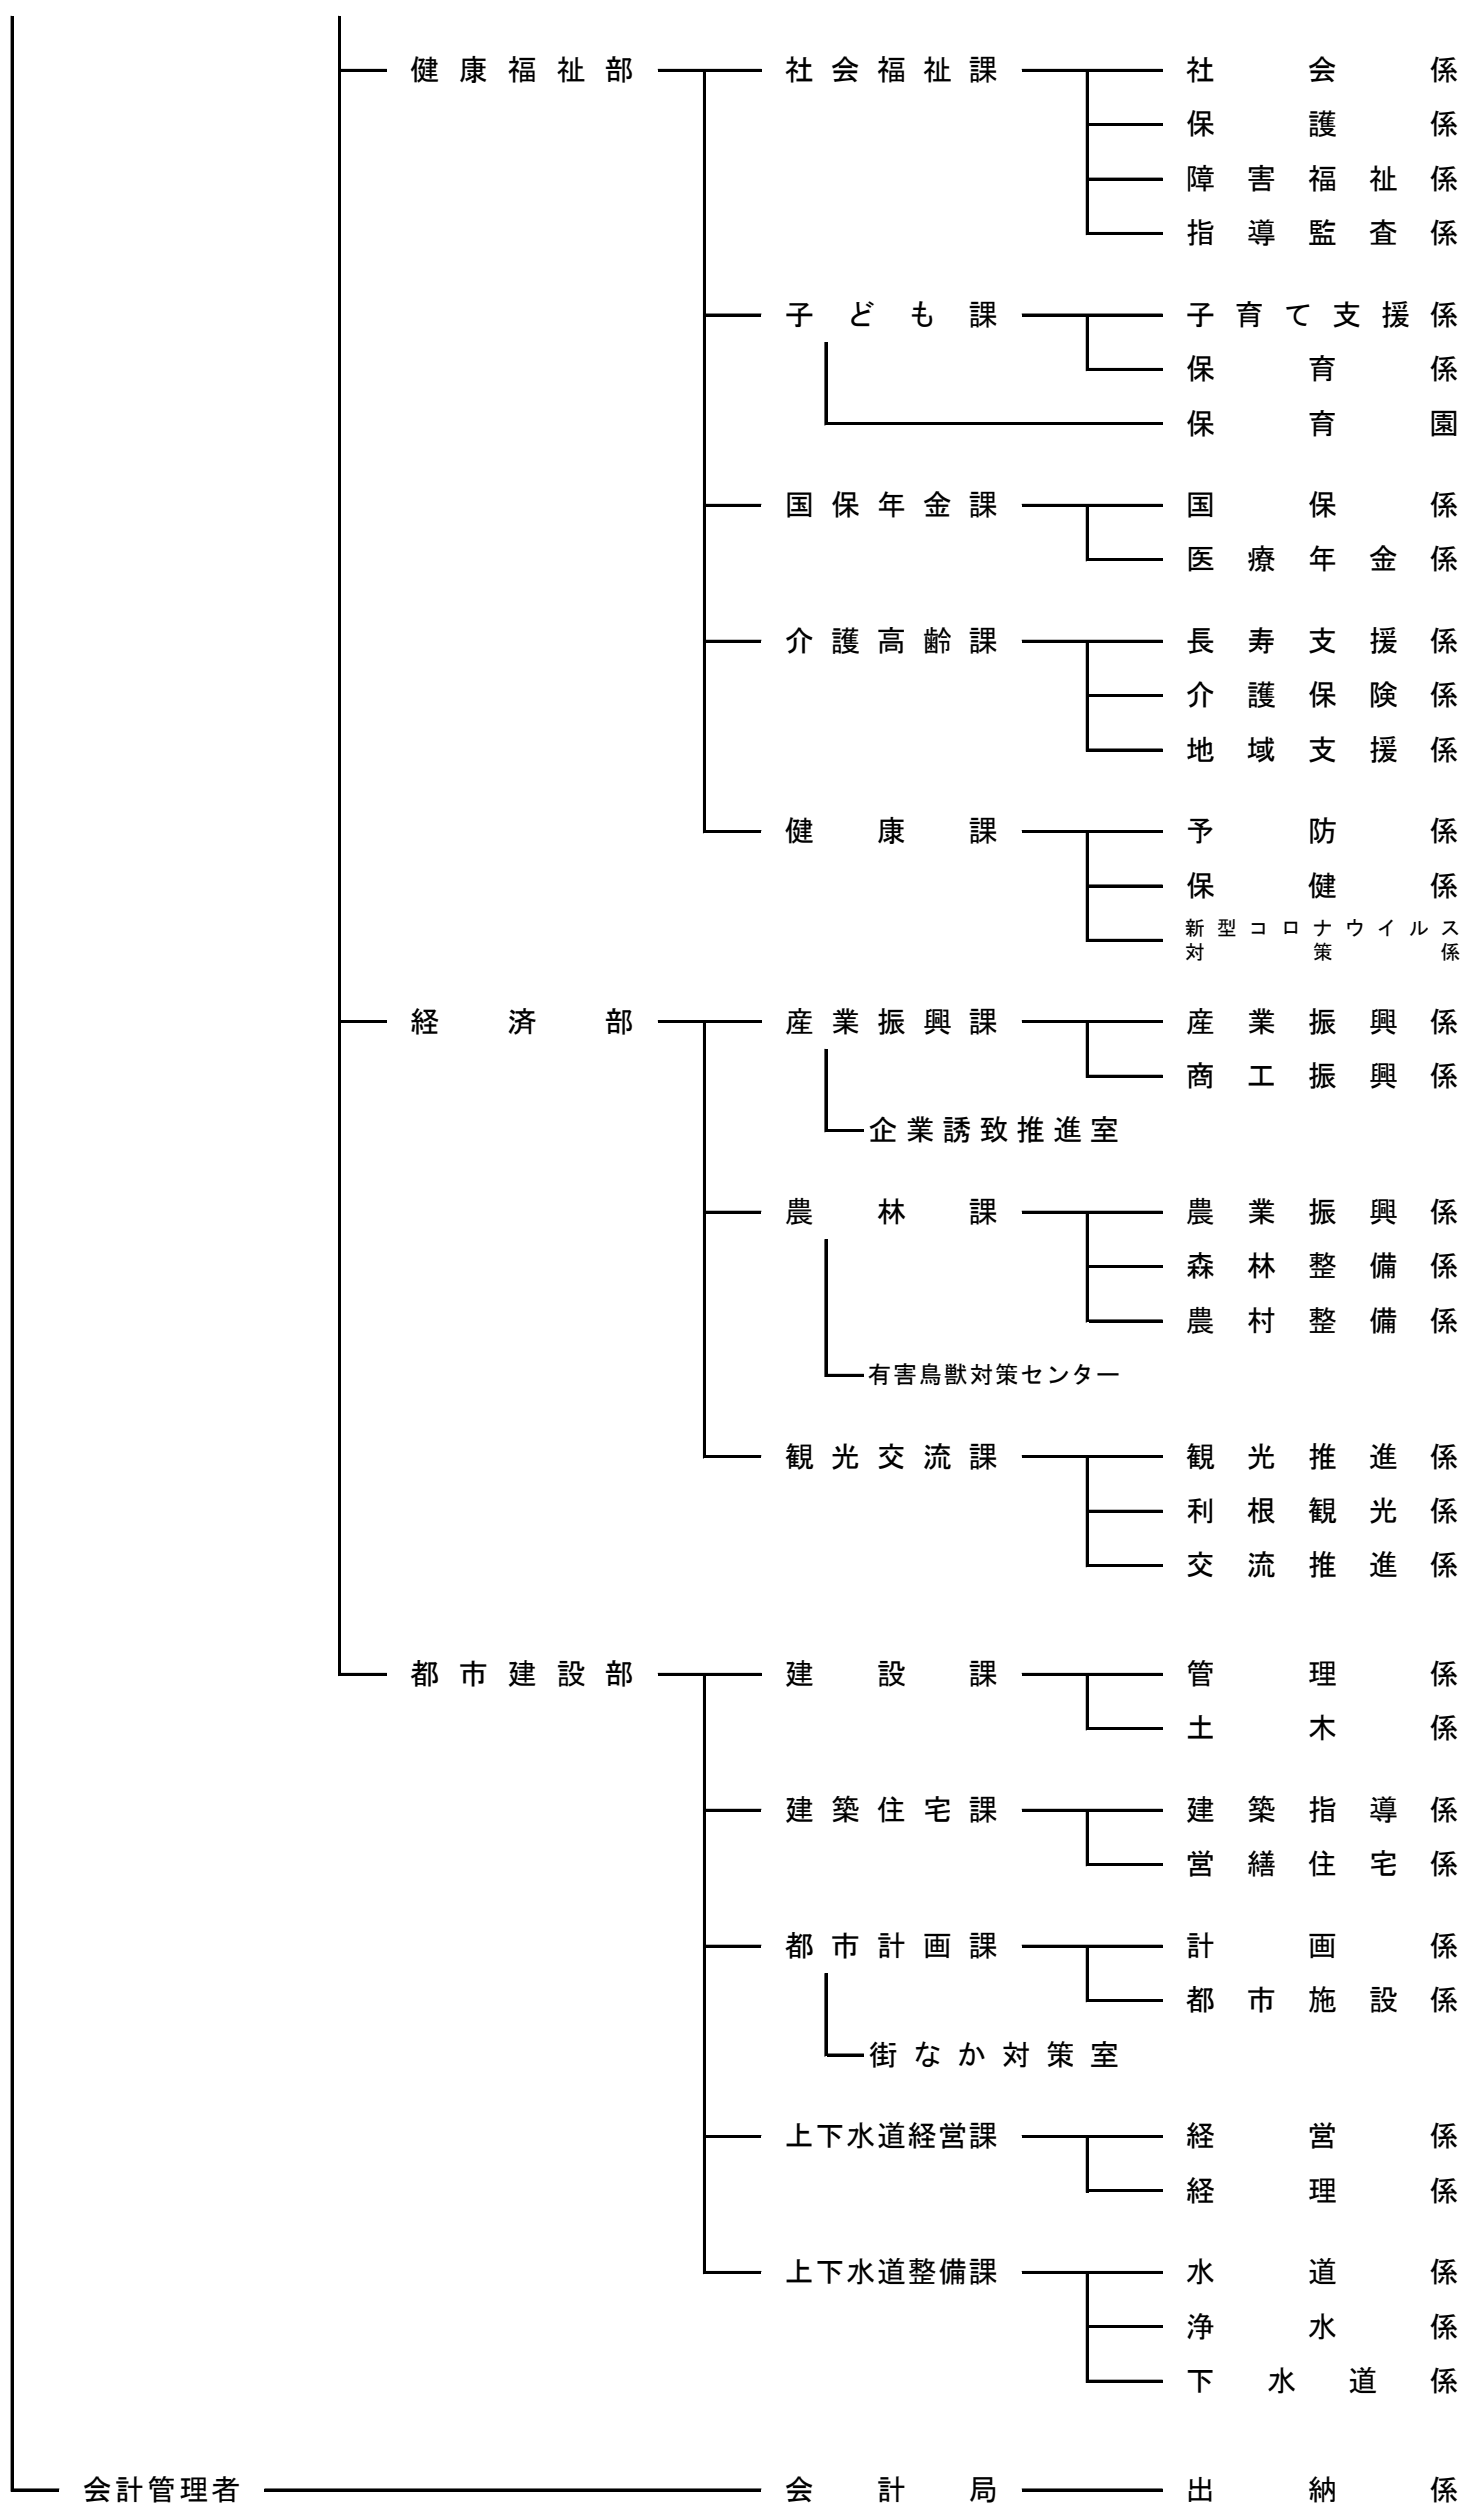 健康福祉部 社会福祉課 社会係
保護係
障害福祉係
指導監査係
子ども課 子育て支援係
保育係
保育園
国保年金課 国保係
医療年金係
介護高齢課 長寿支援係
介護保険係
地域支援係
健康課 予防係
保健係
新型コロナウイルス
対策係
経済部 産業振興課 産業振興係
商工振興係
企業誘致推進室
農林課 農業振興係
森林整備係
農村整備係
有害鳥獣対策センター
観光交流課 観光推進係
利根観光係
交流推進係
都市建設部 建設課 管理係
土木係
建築住宅課 建築指導係
営繕住宅係
都市計画課 計画係
都市施設係
街なか対策室
上下水道経営課 経営係
経理係
上下水道整備課 水道係
浄水係
下水道係
会計管理者 会計局 出納係